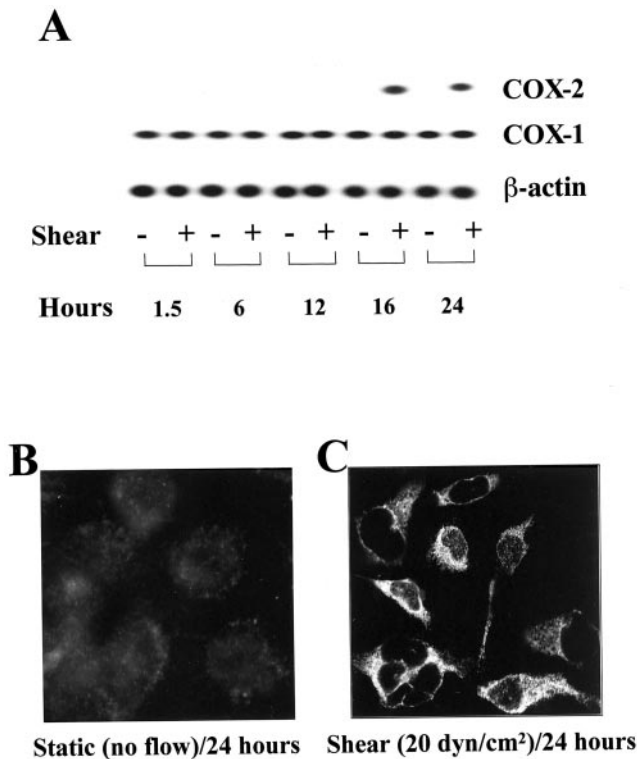 A
COX-2
COX-1
β-actin
Shear - + - + - + - + - +
Hours 1.5 6 12 16 24
B
C
Static (no flow)/24 hours
Shear (20 dyn/cm²)/24 hours